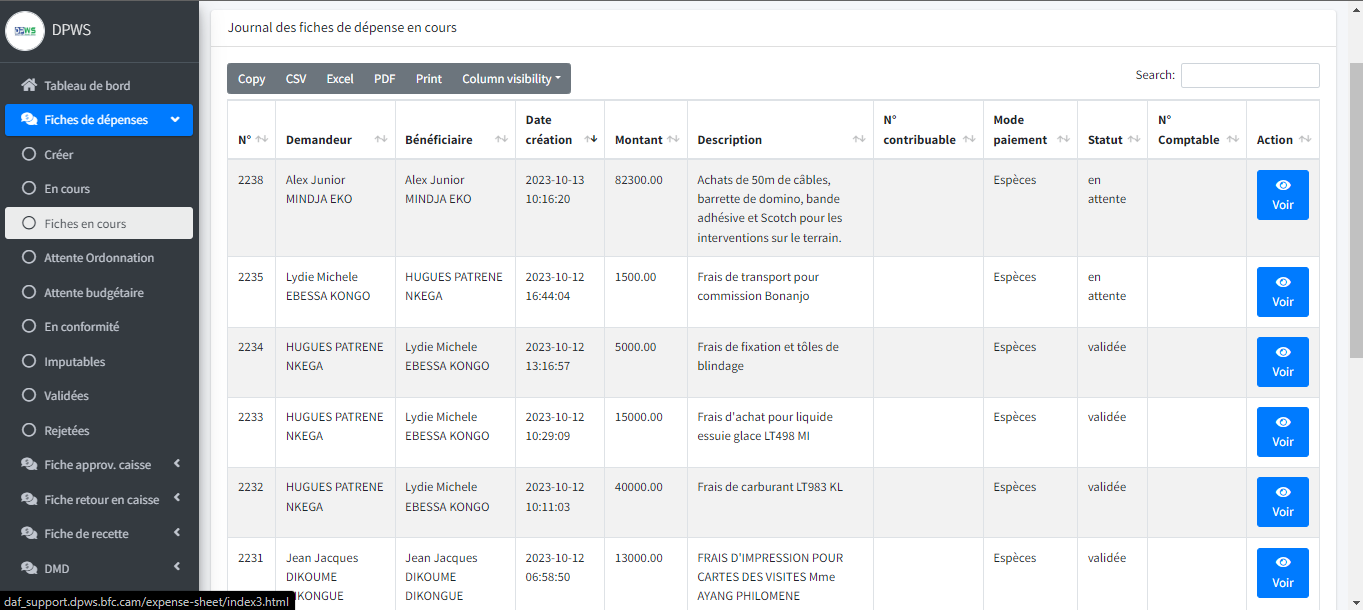 DPWS
DPWS
Tableau de bord
Fiches de dépenses
Créer
En cours
Fiches en cours
Attente Ordonnation
Attente budgétaire
En conformité
Imputables
Validées
Rejetées
Fiche approv. caisse
Fiche retour en caisse
Fiche de recette
DMD
daf_support.dpws.bfc.cam/expense-sheet/index3.html
Journal des fiches de dépense en cours
Copy CSV Excel PDF Print Column visibility
Search:
N° Demandeur Bénéficiaire Date création Montant Description N° contribuable Mode paiement Statut N° Comptable Action
2238 Alex Junior Alex Junior 2023-10-13 82300.00 Achats de 50m de câbles, Espèces en Voir
MINDJA EKO MINDJA EKO 10:16:20 barrette de domino, bande attente
adhésive et Scotch pour les
interventions sur le terrain.
2235 Lydie Michele HUGUES PATRENE 2023-10-12 1500.00 Frais de transport pour Espèces en Voir
EBESSA KONGO NKEGA 16:44:04 commission Bonanjo attente
2234 HUGUES PATRENE Lydie Michele 2023-10-12 5000.00 Frais de fixation et tôles de Espèces validée Voir
NKEGA EBESSA KONGO 13:16:57 blindage
2233 HUGUES PATRENE Lydie Michele 2023-10-12 15000.00 Frais d'achat pour liquide Espèces validée Voir
NKEGA EBESSA KONGO 10:29:09 essuie glace LT498 MI
2232 HUGUES PATRENE Lydie Michele 2023-10-12 40000.00 Frais de carburant LT983 KL Espèces validée Voir
NKEGA EBESSA KONGO 10:11:03
2231 Jean Jacques Jean Jacques 2023-10-12 13000.00 FRAIS D'IMPRESSION POUR Espèces validée Voir
DIKOUME DIKOUME 06:58:50 CARTES DES VISITES Mme
DIKONGUE DIKONGUE AYANG PHILOMENE